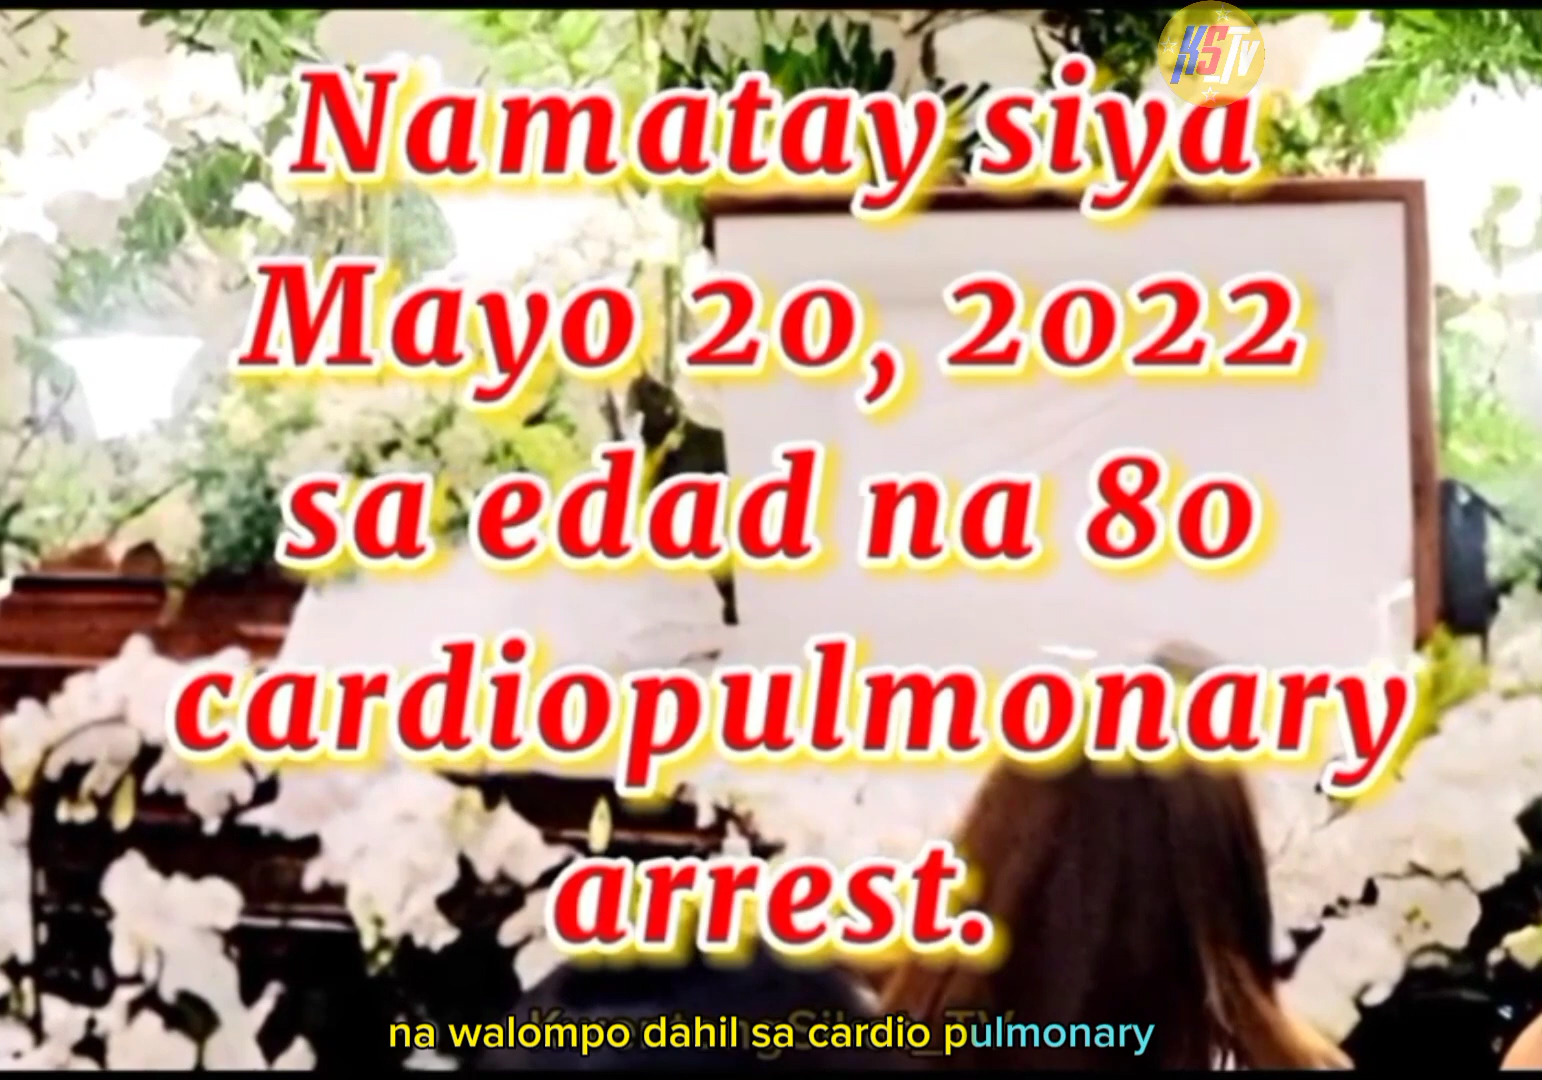 KSTv
Namatay siya
Mayo 20, 2022
sa edad na 80
cardiopulmonary
arrest.
na walompo dahil sa cardio pulmonary